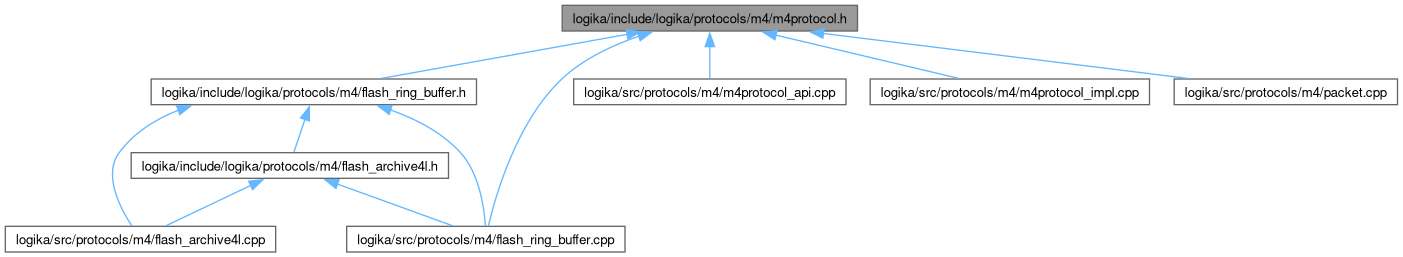 logika/include/logika/protocols/m4/m4protocol.h
logika/include/logika/protocols/m4/flash_ring_buffer.h
logika/src/protocols/m4/m4protocol_api.cpp
logika/src/protocols/m4/m4protocol_impl.cpp
logika/src/protocols/m4/packet.cpp
logika/include/logika/protocols/m4/flash_archive4l.h
logika/src/protocols/m4/flash_archive4l.cpp
logika/src/protocols/m4/flash_ring_buffer.cpp